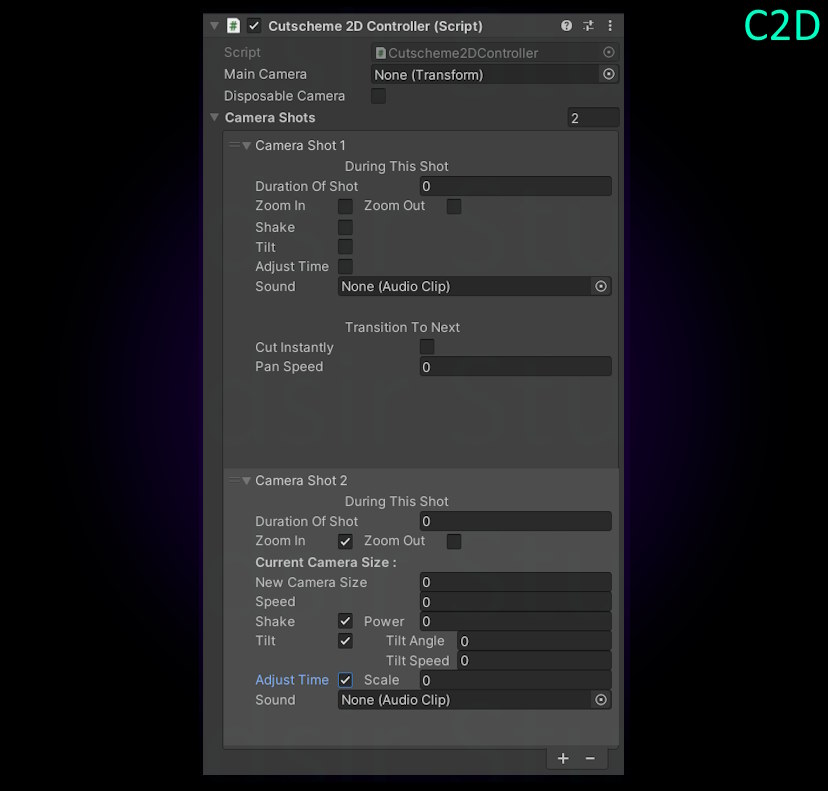 C2D
Cutscheme 2D Controller (Script)
Script Cutscheme2DController
Main Camera None (Transform)
Disposable Camera
Camera Shots 2
Camera Shot 1
During This Shot
Duration Of Shot 0
Zoom In Zoom Out
Shake
Tilt
Adjust Time
Sound None (Audio Clip)
Transition To Next
Cut Instantly
Pan Speed 0
Camera Shot 2
During This Shot
Duration Of Shot 0
Zoom In Zoom Out
Current Camera Size :
New Camera Size 0
Speed 0
Shake Power 0
Tilt Tilt Angle 0
Tilt Speed 0
Adjust Time Scale 0
Sound None (Audio Clip)
+ −